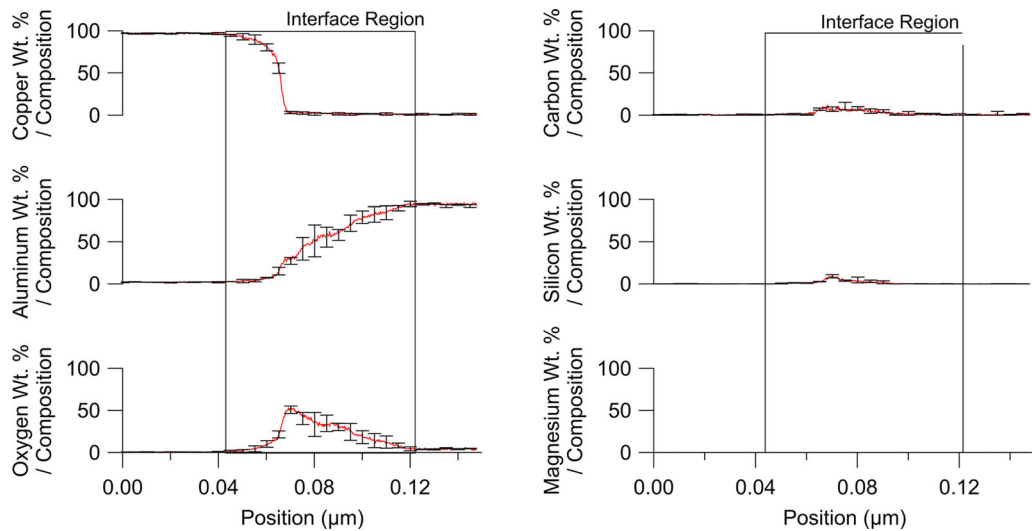 Interface Region
Copper Wt. %
/ Composition
100
50
0
Aluminum Wt. %
/ Composition
100
50
0
Oxygen Wt. %
/ Composition
100
50
0
0.00 0.04 0.08 0.12
Position (µm)
Interface Region
Carbon Wt. %
/ Composition
100
50
0
Silicon Wt. %
/ Composition
100
50
0
Magnesium Wt. %
/ Composition
100
50
0
0.00 0.04 0.08 0.12
Position (µm)